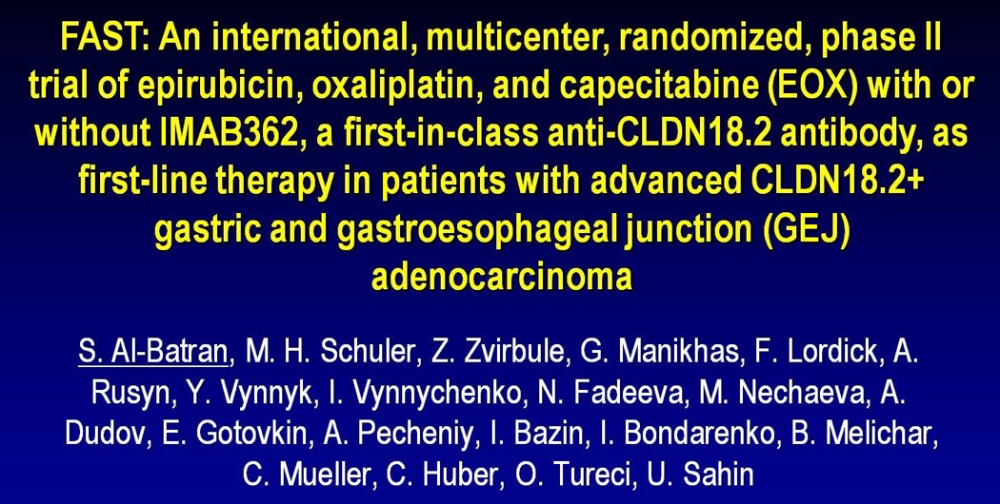 FAST: An international, multicenter, randomized, phase II
trial of epirubicin, oxaliplatin, and capecitabine (EOX) with or
without IMAB362, a first-in-class anti-CLDN18.2 antibody, as
first-line therapy in patients with advanced CLDN18.2+
gastric and gastroesophageal junction (GEJ)
adenocarcinoma
S. Al-Batran, M. H. Schuler, Z. Zvirbule, G. Manikhas, F. Lordick, A.
Rusyn, Y. Vynnyk, I. Vynnychenko, N. Fadeeva, M. Nechaeva, A.
Dudov, E. Gotovkin, A. Pecheniy, I. Bazin, I. Bondarenko, B. Melichar,
C. Mueller, C. Huber, O. Tureci, U. Sahin